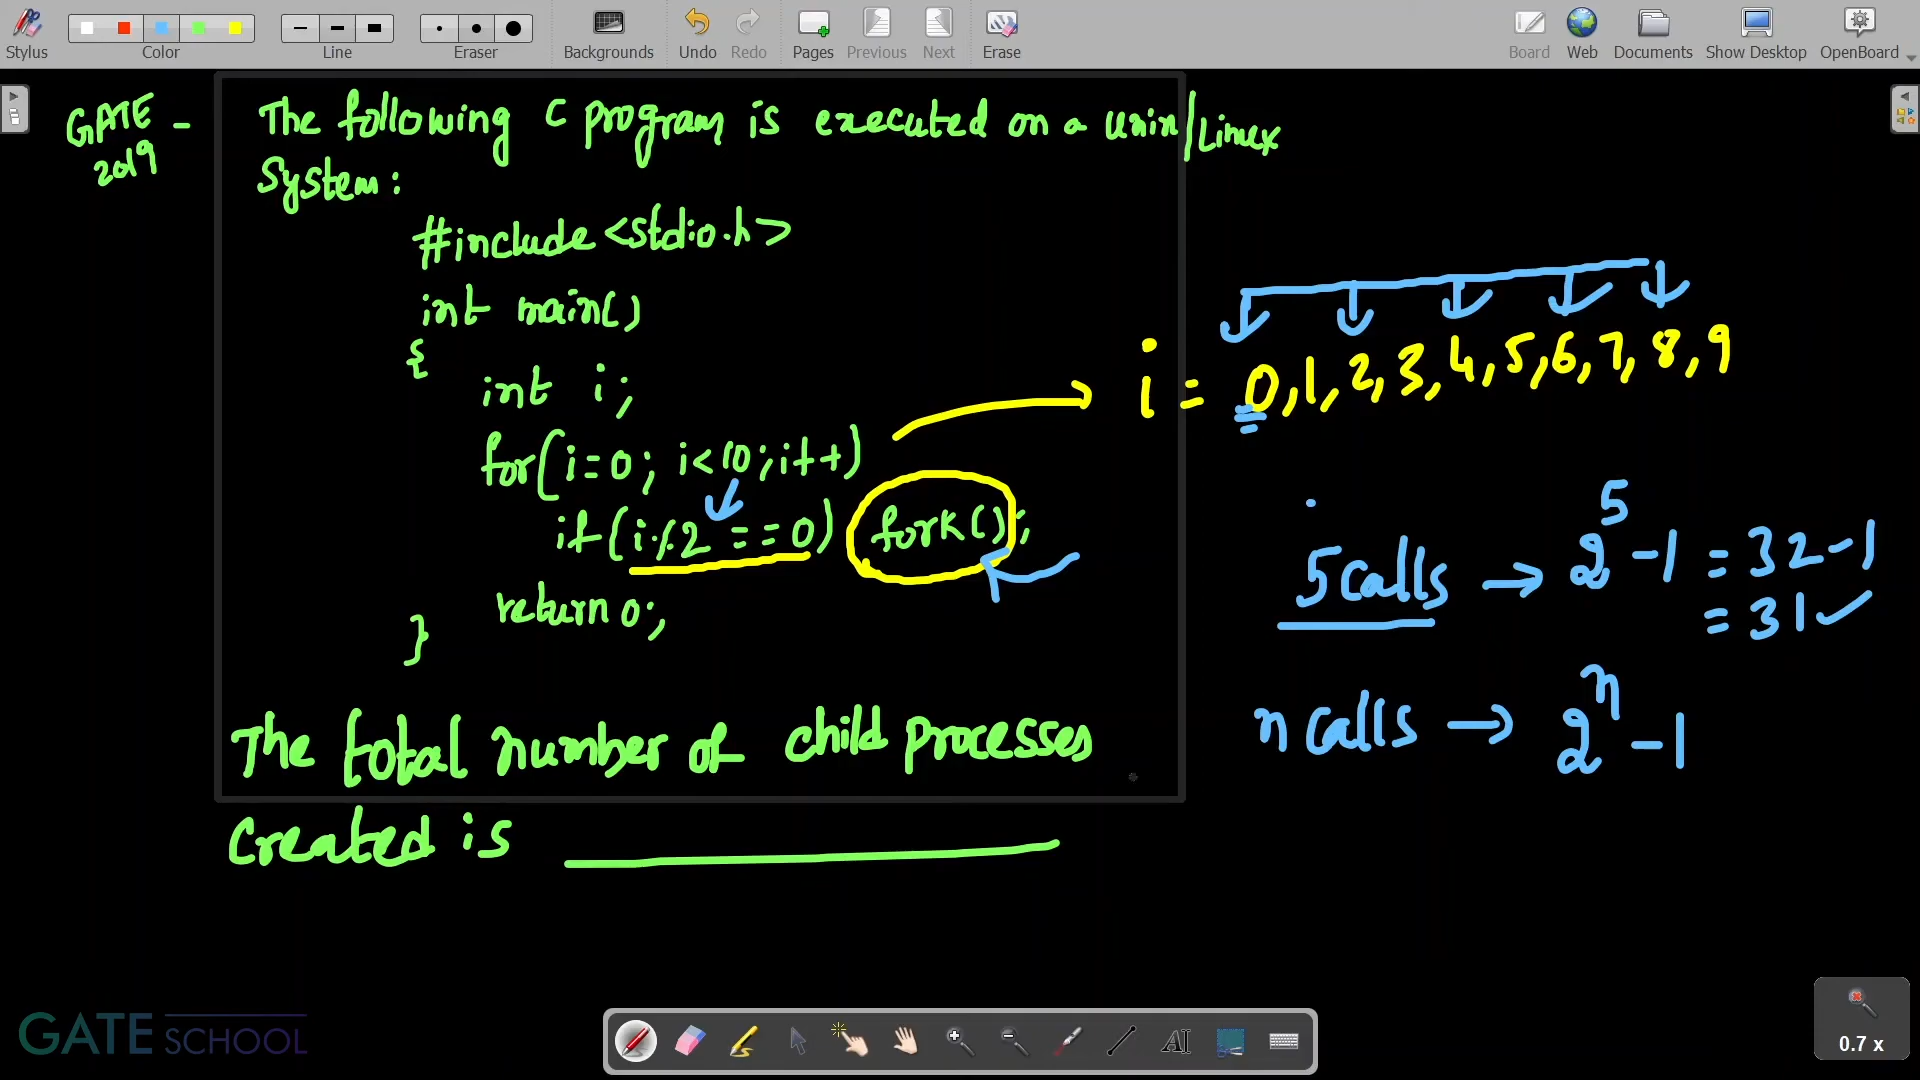 Stylus
Color
Line
Eraser
Backgrounds
Undo
Redo
Pages
Previous
Next
Erase
Board
Web
Documents
Show Desktop
OpenBoard
GATE -
2019
The following C program is executed on a unix/Linux
System:
#include <stdio.h>
int main()
{
int i;
for(i=0; i<10; i++)
if(i%2 == 0) fork();
return 0;
}
The total number of child processes
Created is
i = 0,1,2,3,4,5,6,7,8,9
5 calls → 2⁵ - 1 = 32 - 1
= 31 ✓
n calls → 2ⁿ - 1
GATE SCHOOL
AI
0.7 x